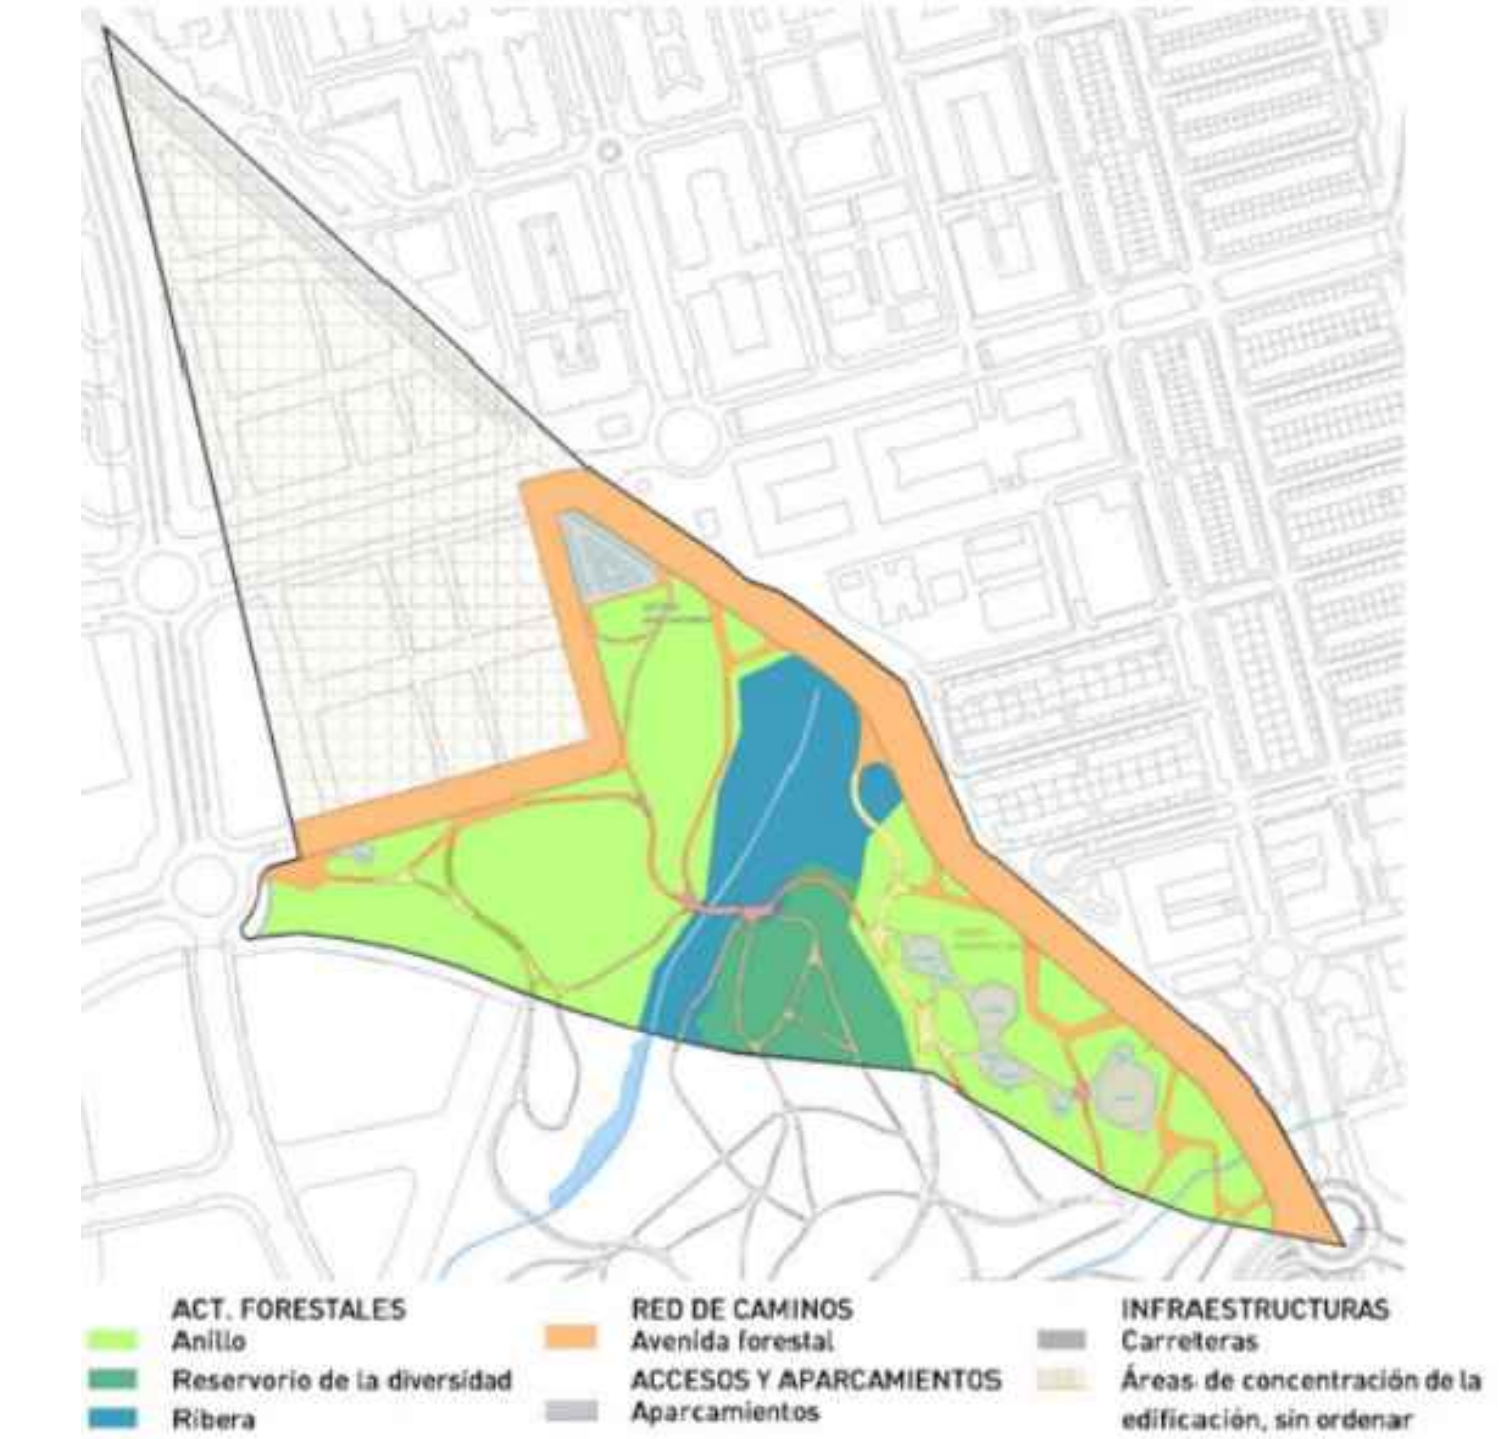 ACT. FORESTALES
Anillo
Reservorio de la diversidad
Ribera
RED DE CAMINOS
Avenida forestal
ACCESOS Y APARCAMIENTOS
Aparcamientos
INFRAESTRUCTURAS
Carreteras
Áreas de concentración de la
edificación, sin ordenar